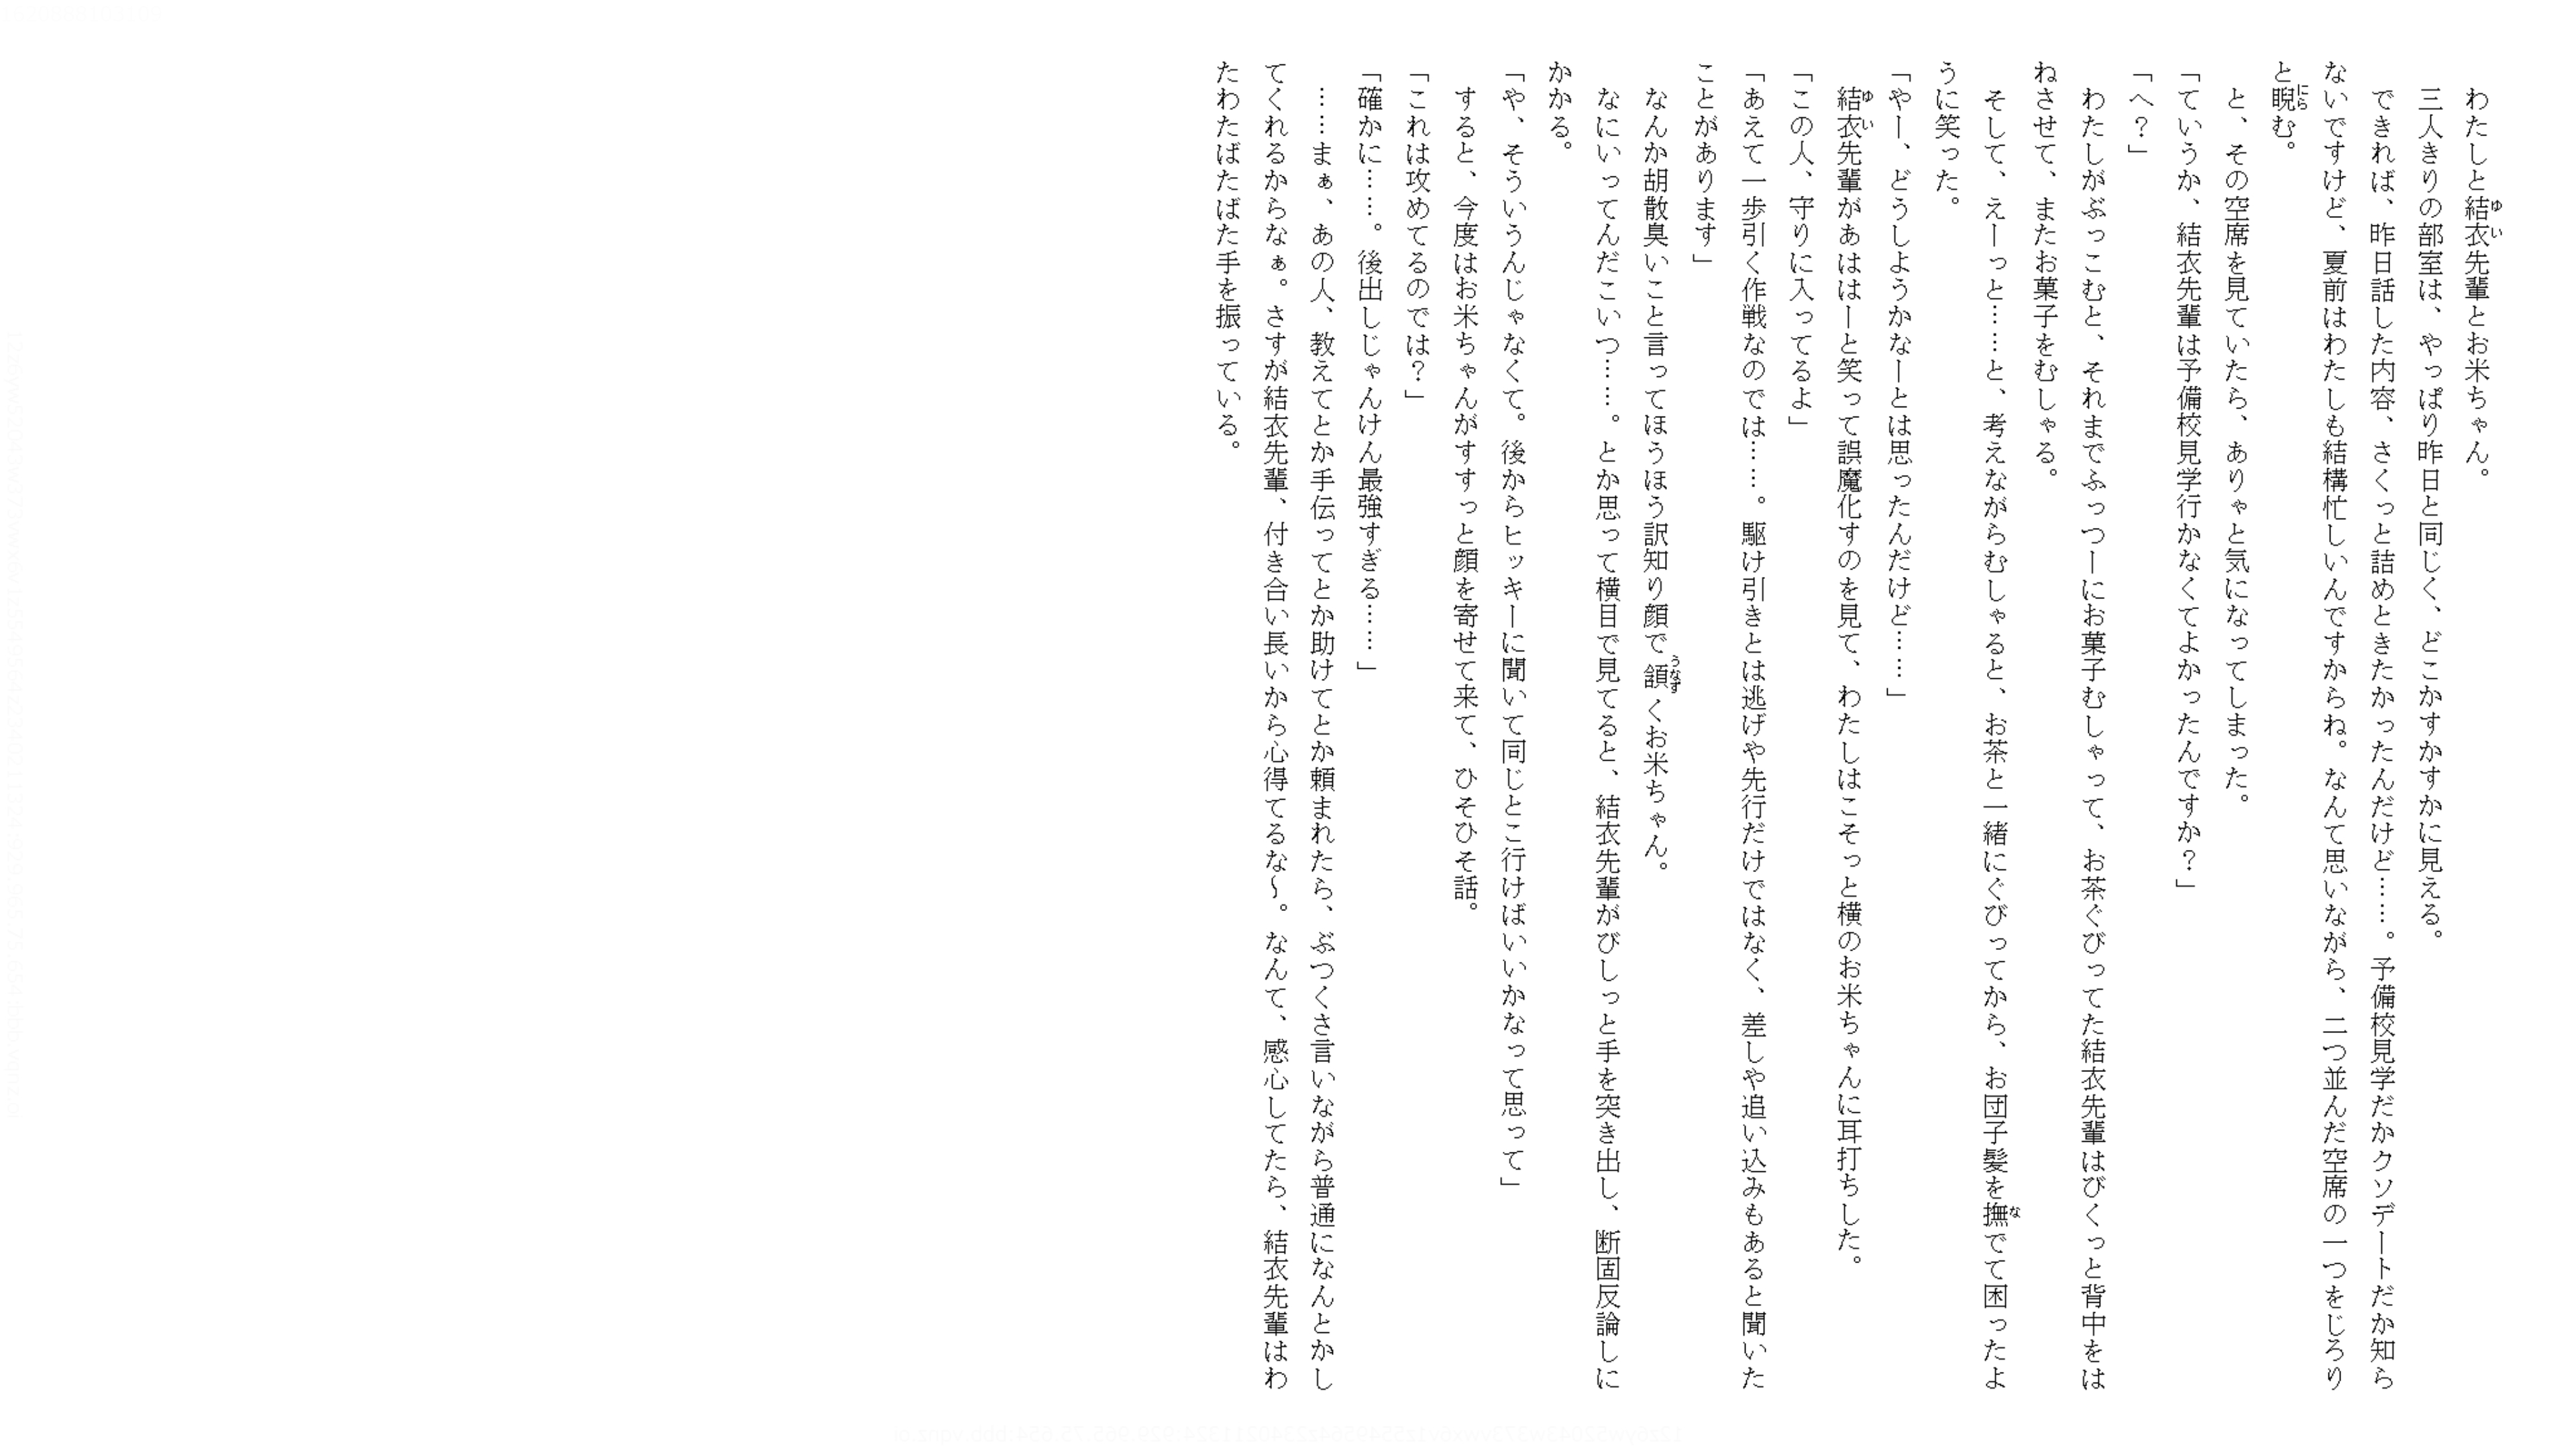 わたしと結衣先輩とお米ちゃん。
三人きりの部室は、やっぱり昨日と同じく、どこかすかすかに見える。
できれば、昨日話した内容、さくっと詰めときたかったんだけど……。予備校見学だかクソデートだか知ら
ないですけど、夏前はわたしも結構忙しいんですからね。なんて思いながら、二つ並んだ空席の一つをじろり
と睨む。
と、その空席を見ていたら、ありゃと気になってしまった。
「ていうか、結衣先輩は予備校見学行かなくてよかったんですか？」
「へ？」
わたしがぶっこむと、それまでふっつーにお菓子むしゃって、お茶ぐびってた結衣先輩はびくっと背中をは
ねさせて、またお菓子をむしゃる。
そして、えーっと……と、考えながらむしゃると、お茶と一緒にぐびってから、お団子髪を撫でて困ったよ
うに笑った。
「やー、どうしようかなーとは思ったんだけど……」
結衣先輩があははーと笑って誤魔化すのを見て、わたしはこそっと横のお米ちゃんに耳打ちした。
「この人、守りに入ってるよ」
「あえて一歩引く作戦なのでは……。駆け引きとは逃げや先行だけではなく、差しや追い込みもあると聞いた
ことがあります」
なんか胡散臭いこと言ってほうほう訳知り顔で頷くお米ちゃん。
なにいってんだこいつ……。とか思って横目で見てると、結衣先輩がびしっと手を突き出し、断固反論しに
かかる。
「や、そういうんじゃなくて。後からヒッキーに聞いて同じとこ行けばいいかなって思って」
すると、今度はお米ちゃんがすすっと顔を寄せて来て、ひそひそ話。
「これは攻めてるのでは？」
「確かに……。後出しじゃんけん最強すぎる……」
……まぁ、あの人、教えてとか手伝ってとか助けてとか頼まれたら、ぶつくさ言いながら普通になんとかし
てくれるからなぁ。さすが結衣先輩、付き合い長いから心得てるな～。なんて、感心してたら、結衣先輩はわ
たわたばたばた手を振っている。